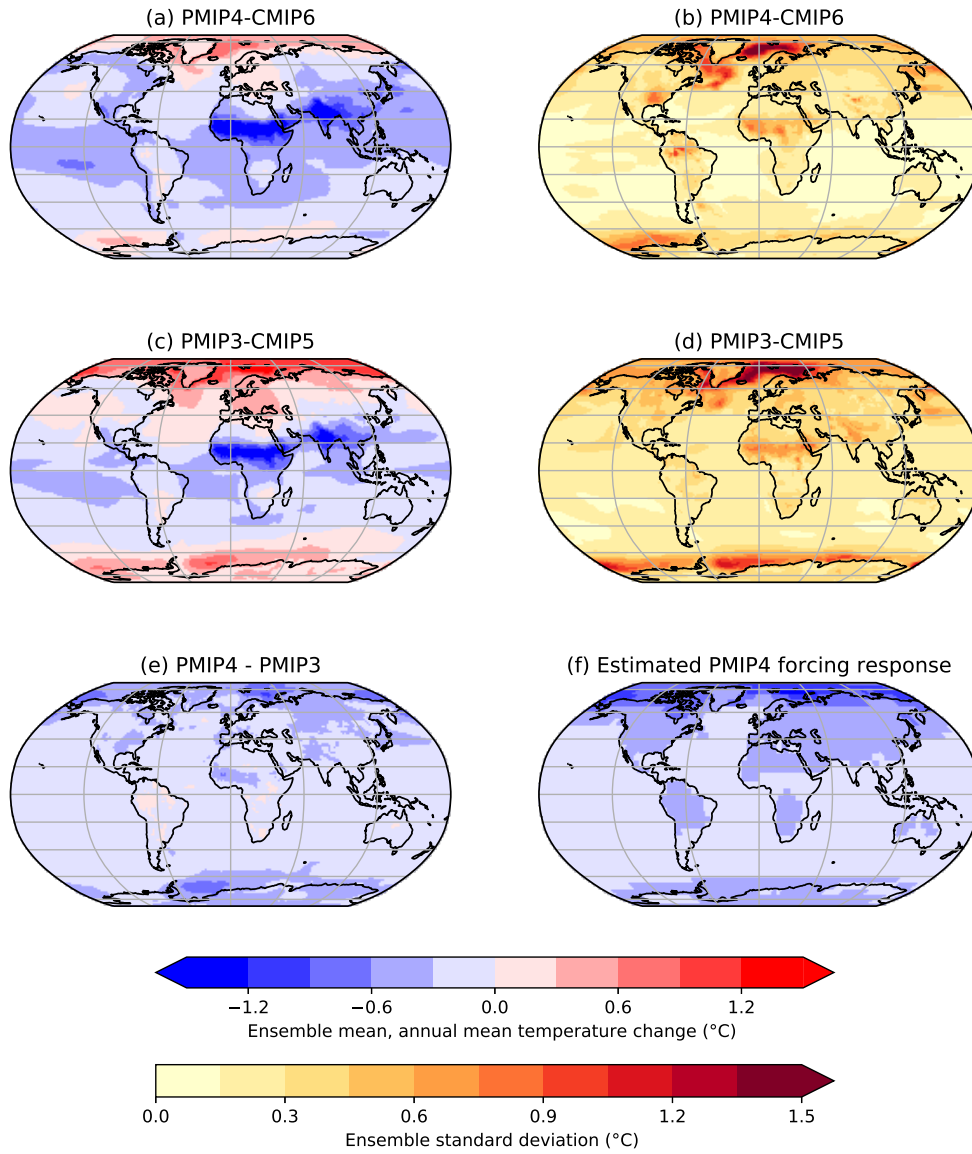 (a) PMIP4-CMIP6
(b) PMIP4-CMIP6
(c) PMIP3-CMIP5
(d) PMIP3-CMIP5
(e) PMIP4 - PMIP3
(f) Estimated PMIP4 forcing response
−1.2 −0.6 0.0 0.6 1.2
Ensemble mean, annual mean temperature change (°C)
0.0 0.3 0.6 0.9 1.2 1.5
Ensemble standard deviation (°C)